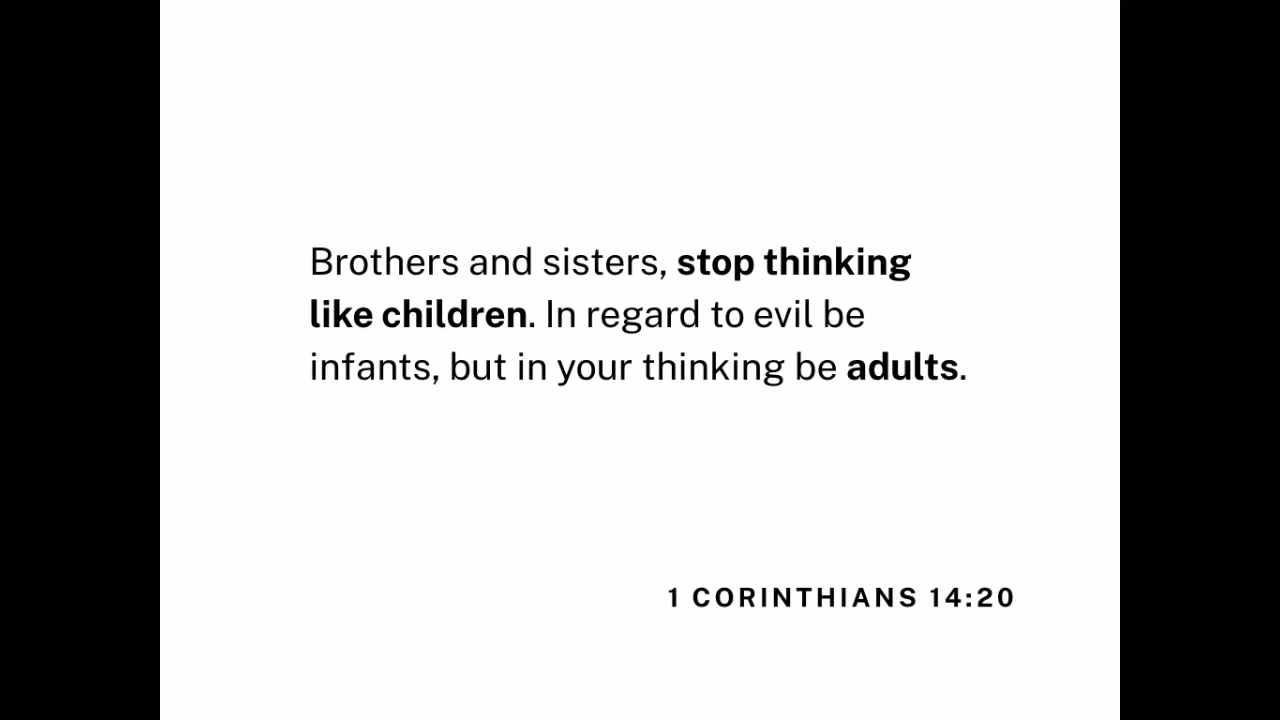 Brothers and sisters, stop thinking
like children. In regard to evil be
infants, but in your thinking be adults.
1 CORINTHIANS 14:20